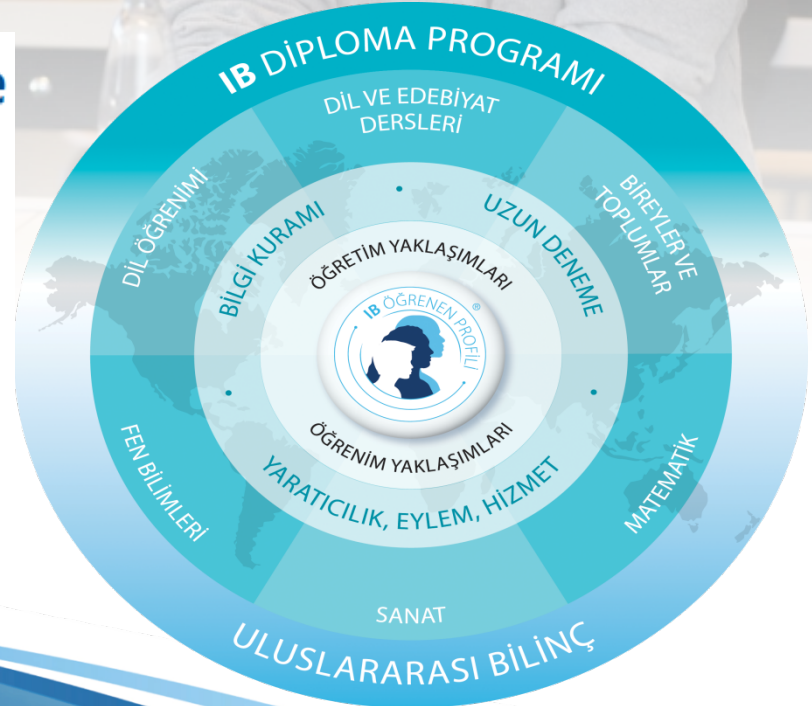 e
IB DİPLOMA PROGRAMI
DİL VE EDEBİYAT
DERSLERİ
DİL ÖĞRENİMİ
BİREYLER VE
TOPLUMLAR
BİLGİ KURAMI
UZUN DENEME
ÖĞRETİM YAKLAŞIMLARI
IB ÖĞRENEN PROFİLİ ®
ÖĞRENİM YAKLAŞIMLARI
FEN BİLİMLERİ
YARATICILIK, EYLEM, HİZMET
MATEMATİK
SANAT
ULUSLARARASI BİLİNÇ